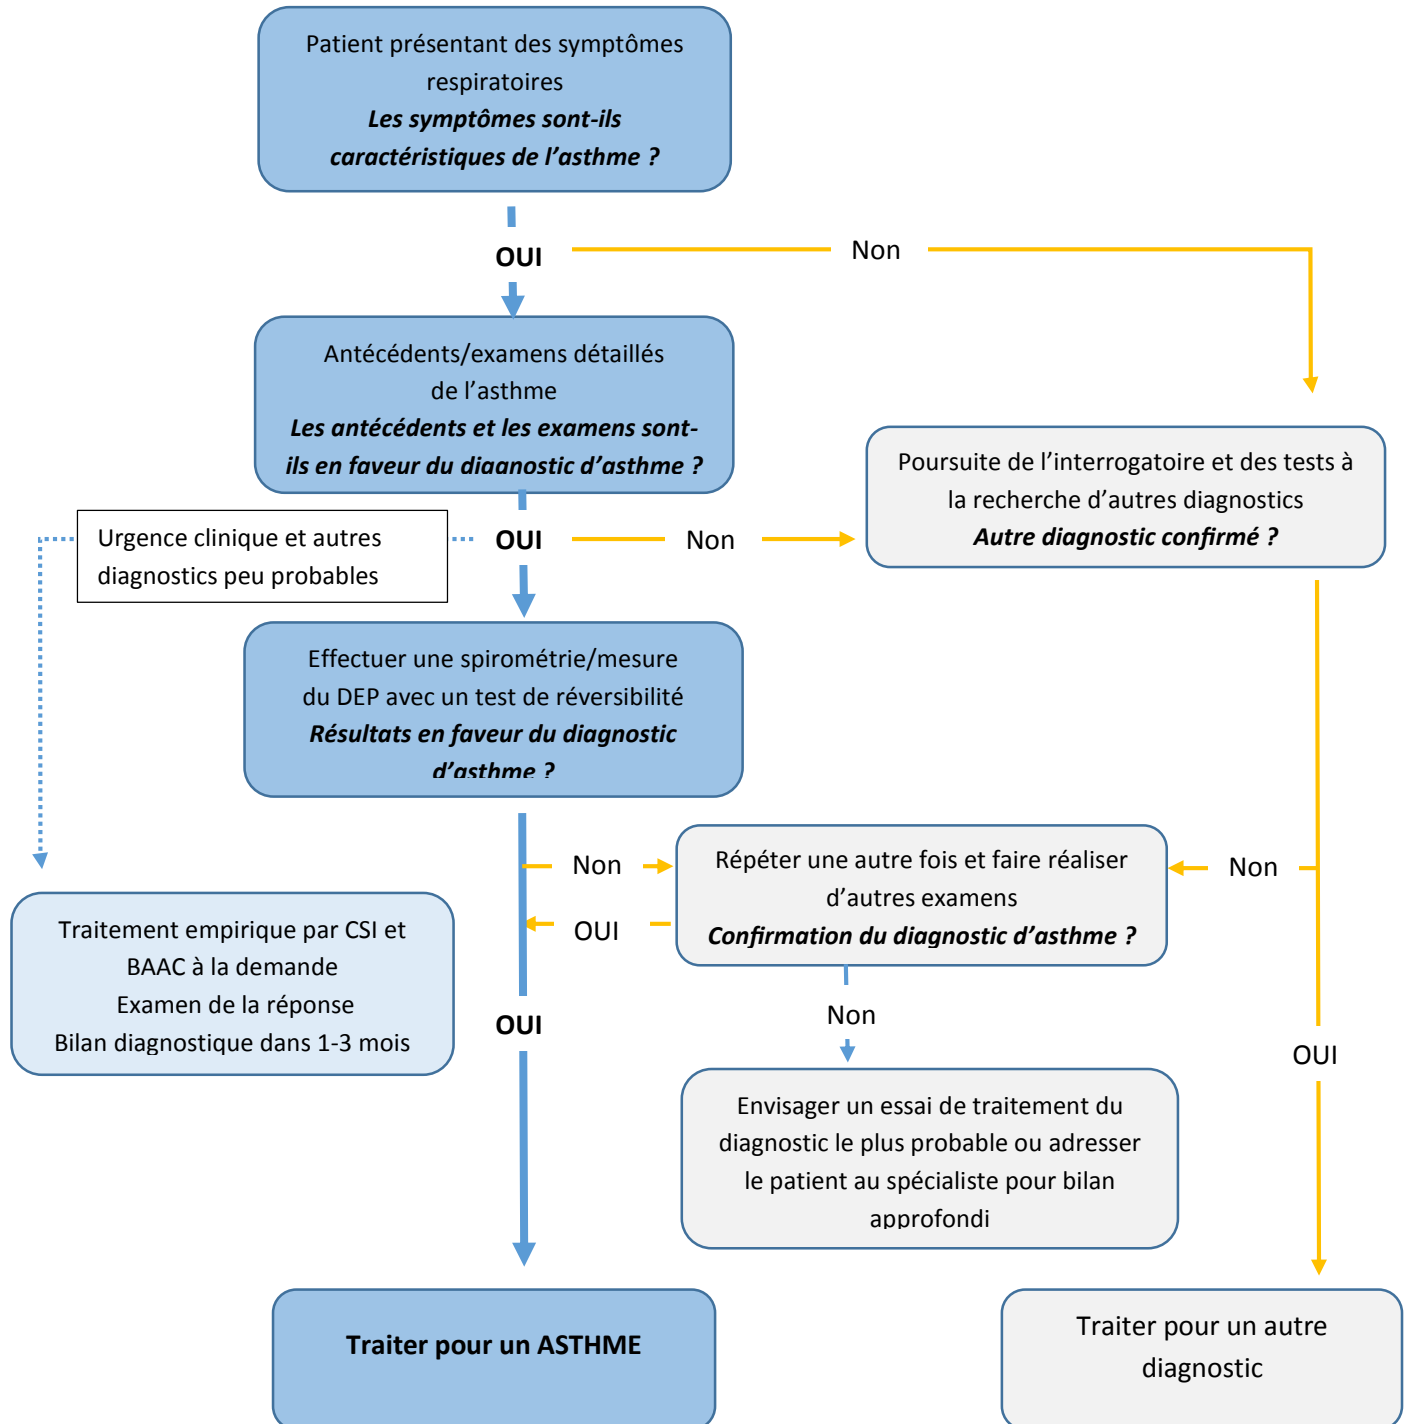 Patient présentant des symptômes
respiratoires
Les symptômes sont-ils
caractéristiques de l’asthme ?
OUI
Non
Antécédents/examens détaillés
de l’asthme
Les antécédents et les examens sont-
ils en faveur du diagnostic d’asthme ?
Poursuite de l’interrogatoire et des tests à
la recherche d’autres diagnostics
Autre diagnostic confirmé ?
Urgence clinique et autres
diagnostics peu probables
OUI
Non
Effectuer une spirométrie/mesure
du DEP avec un test de réversibilité
Résultats en faveur du diagnostic
d’asthme ?
Non
OUI
Répéter une autre fois et faire réaliser
d’autres examens
Confirmation du diagnostic d’asthme ?
Non
Traitement empirique par CSI et
BAAC à la demande
Examen de la réponse
Bilan diagnostique dans 1-3 mois
OUI
Non
OUI
Envisager un essai de traitement du
diagnostic le plus probable ou adresser
le patient au spécialiste pour bilan
approfondi
Traiter pour un ASTHME
Traiter pour un autre
diagnostic